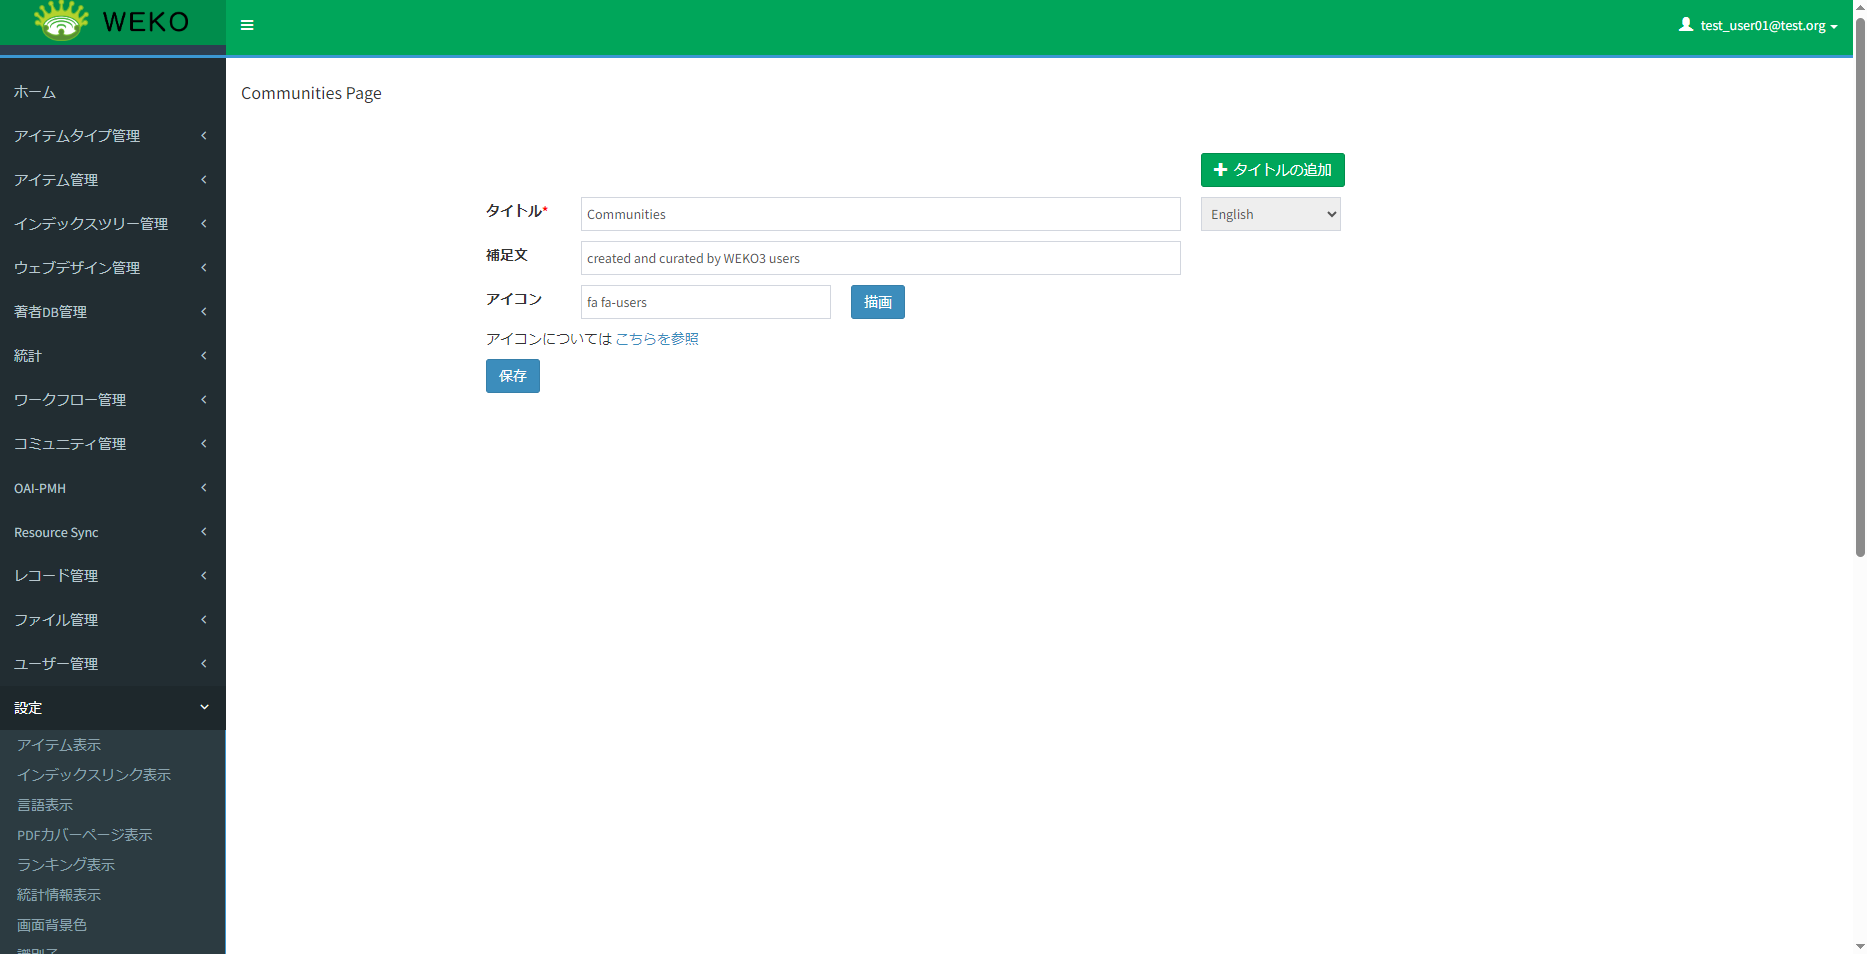 WEKO
test_user01@test.org
ホーム
アイテムタイプ管理
アイテム管理
インデックスツリー管理
ウェブデザイン管理
著者DB管理
統計
ワークフロー管理
コミュニティ管理
OAI-PMH
Resource Sync
レコード管理
ファイル管理
ユーザー管理
設定
アイテム表示
インデックスリンク表示
言語表示
PDFカバーページ表示
ランキング表示
統計情報表示
画面背景色
Communities Page
タイトルの追加
タイトル* Communities English
補足文 created and curated by WEKO3 users
アイコン fa fa-users 描画
アイコンについては こちらを参照
保存